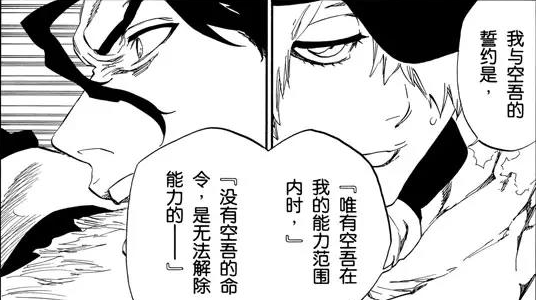 我与空吾的
誓约是，
『唯有空吾在
我的能力范围
内时，』
『没有空吾的命
令，是无法解除
能力的——』